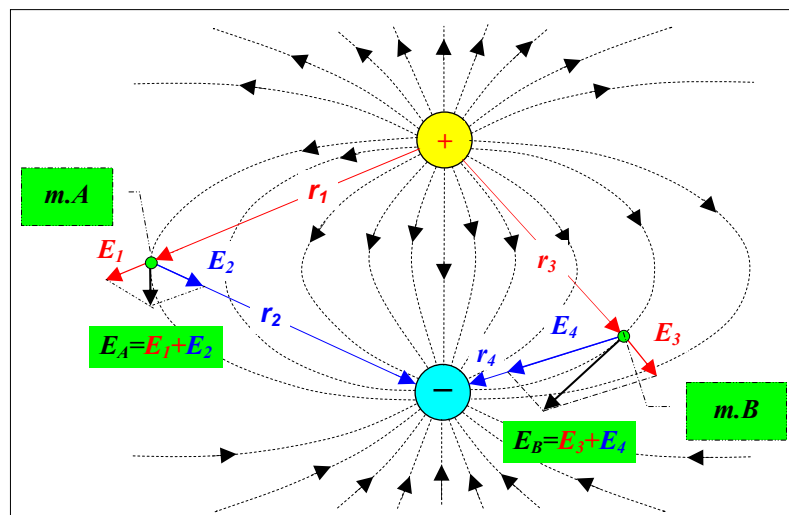 +
r1
m.A
E1
E2
r3
r2
E4
E3
EA=E1+E2
r4
−
m.B
EB=E3+E4